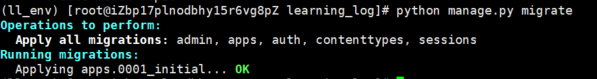 (ll_env) [root@iZbp17plnodbhy15r6vg8pZ learning_log]# python manage.py migrate
Operations to perform:
  Apply all migrations: admin, apps, auth, contenttypes, sessions
Running migrations:
  Applying apps.0001_initial... OK